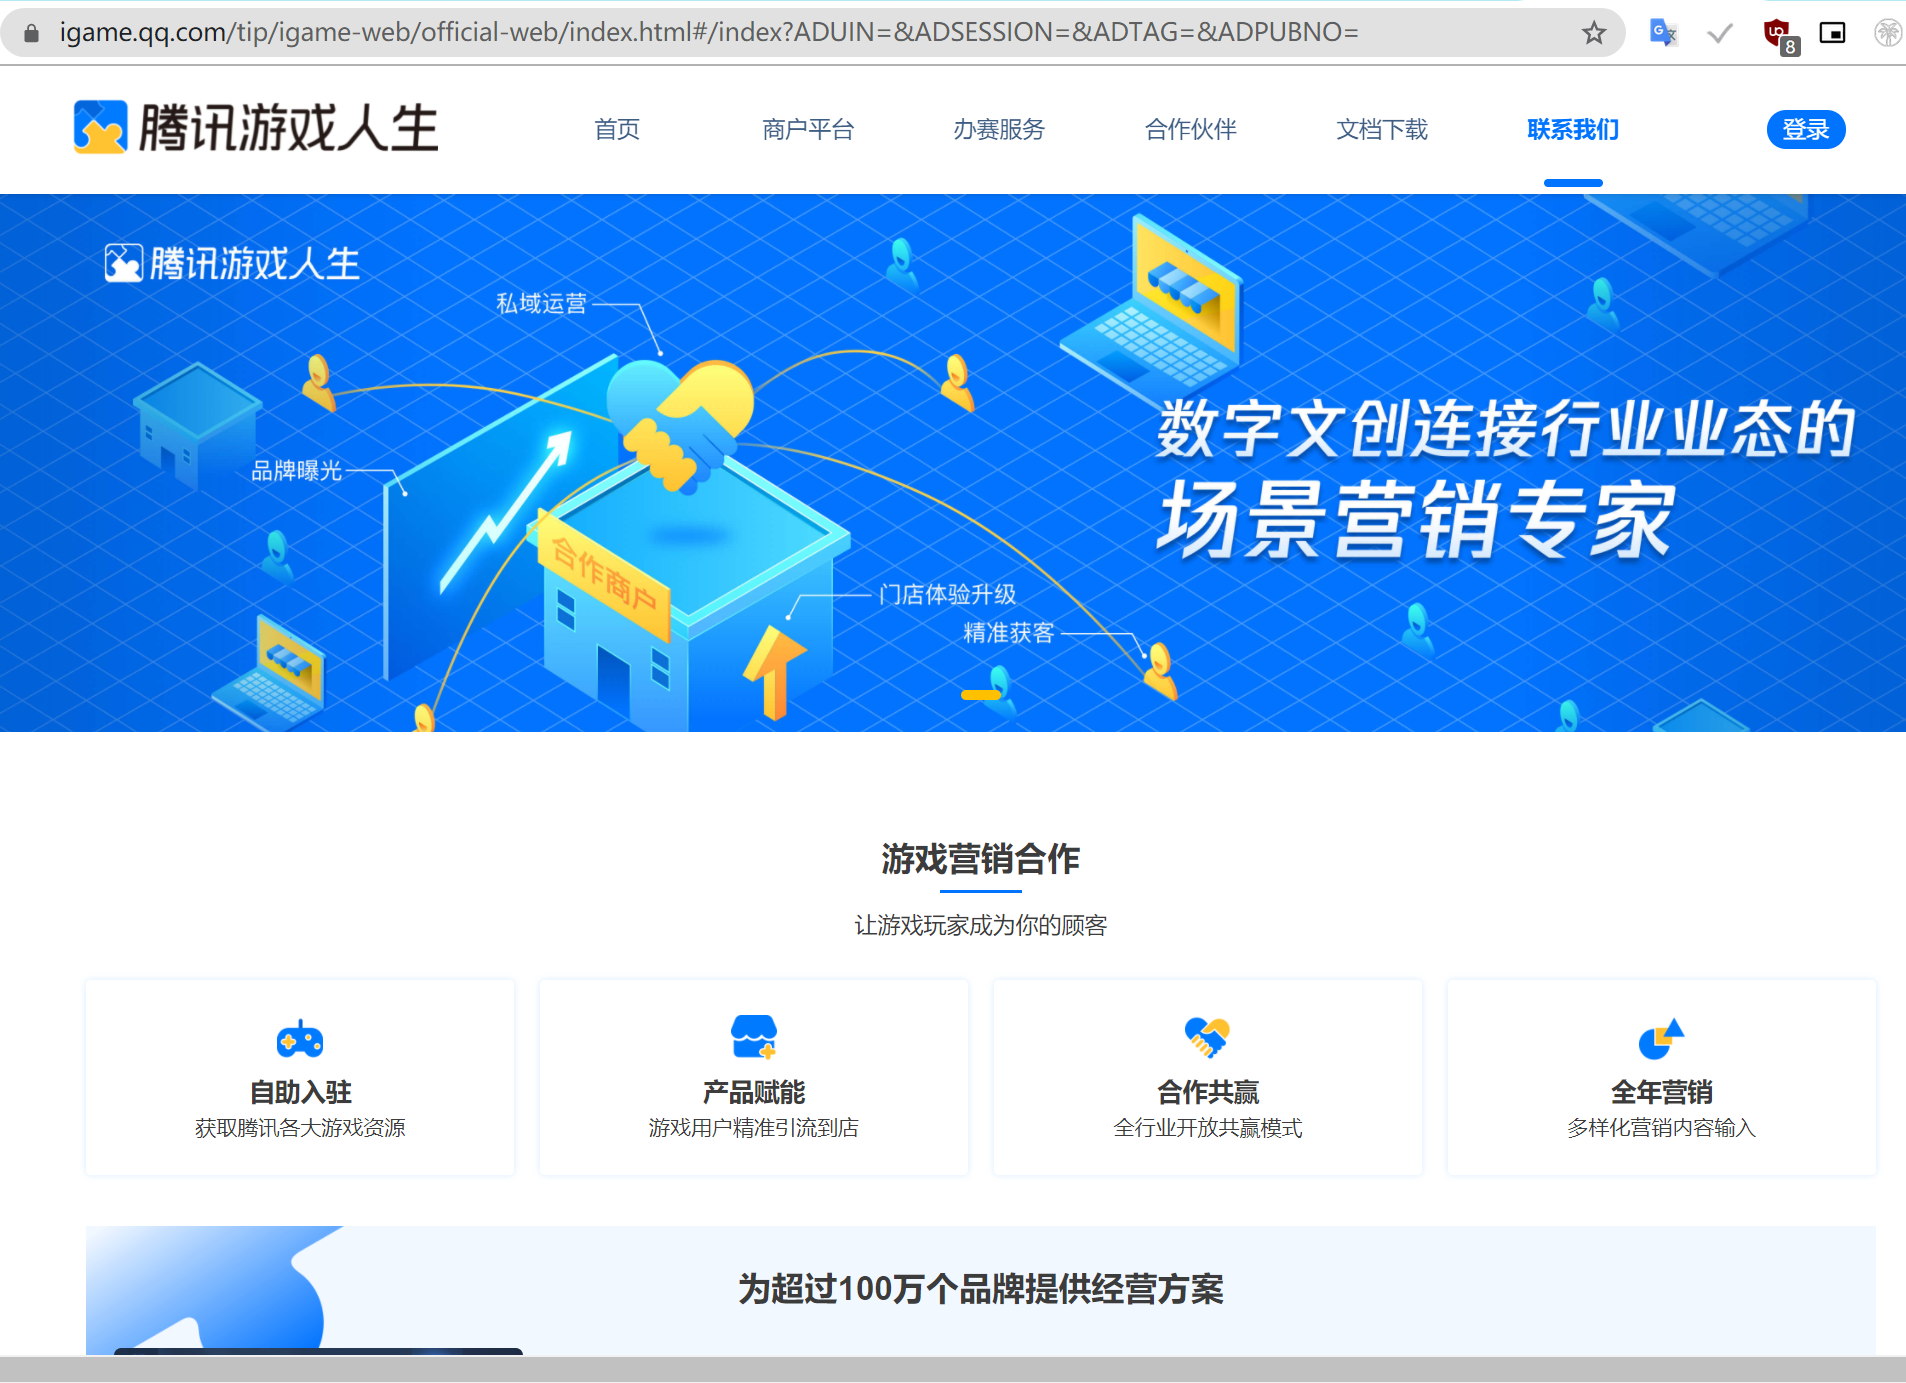 igame.qq.com/tip/igame-web/official-web/index.html#/index?ADUIN=&ADSESSION=&ADTAG=&ADPUBNO=
8
腾讯游戏人生
首页
商户平台
办赛服务
合作伙伴
文档下载
联系我们
登录
腾讯游戏人生
私域运营
品牌曝光
合作商户
门店体验升级
精准获客
数字文创连接行业业态的
场景营销专家
游戏营销合作
让游戏玩家成为你的顾客
自助入驻
获取腾讯各大游戏资源
产品赋能
游戏用户精准引流到店
合作共赢
全行业开放共赢模式
全年营销
多样化营销内容输入
为超过100万个品牌提供经营方案